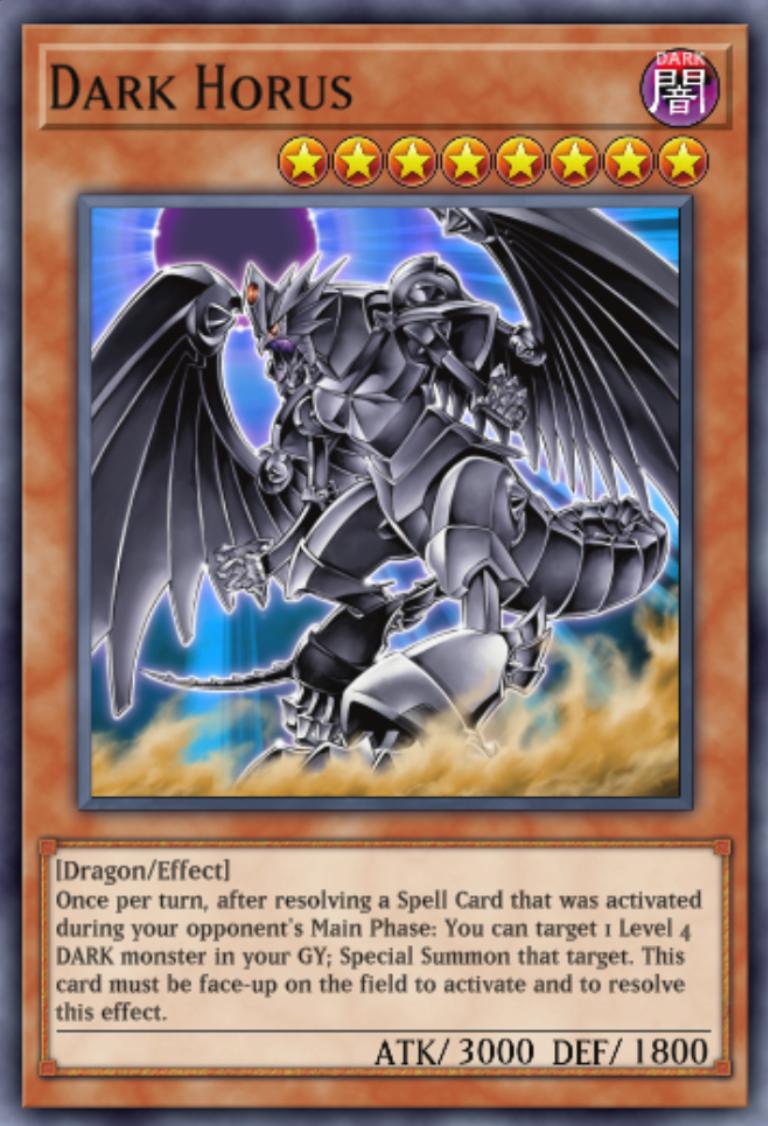 Dark Horus
DARK
闇
[Dragon/Effect]
Once per turn, after resolving a Spell Card that was activated
during your opponent's Main Phase: You can target 1 Level 4
DARK monster in your GY; Special Summon that target. This
card must be face-up on the field to activate and to resolve
this effect.
ATK/ 3000 DEF/ 1800